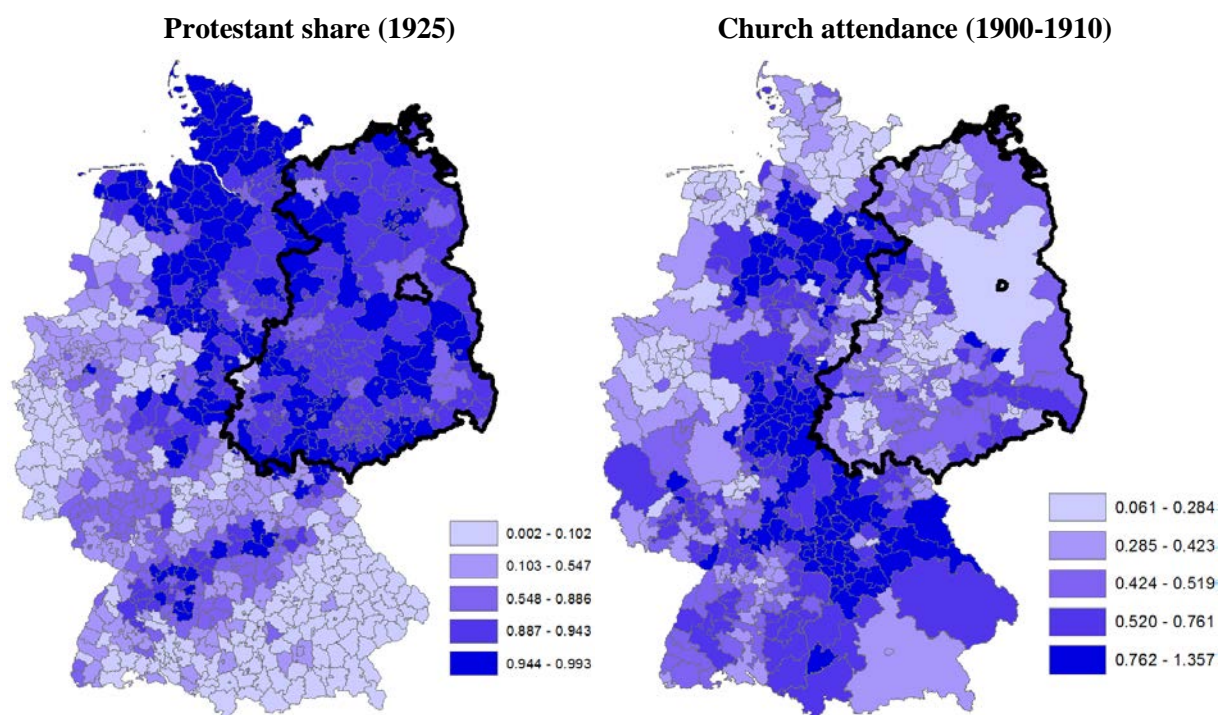 Protestant share (1925)
Church attendance (1900-1910)
0.002 - 0.102
0.103 - 0.547
0.548 - 0.886
0.887 - 0.943
0.944 - 0.993
0.061 - 0.284
0.285 - 0.423
0.424 - 0.519
0.520 - 0.761
0.762 - 1.357